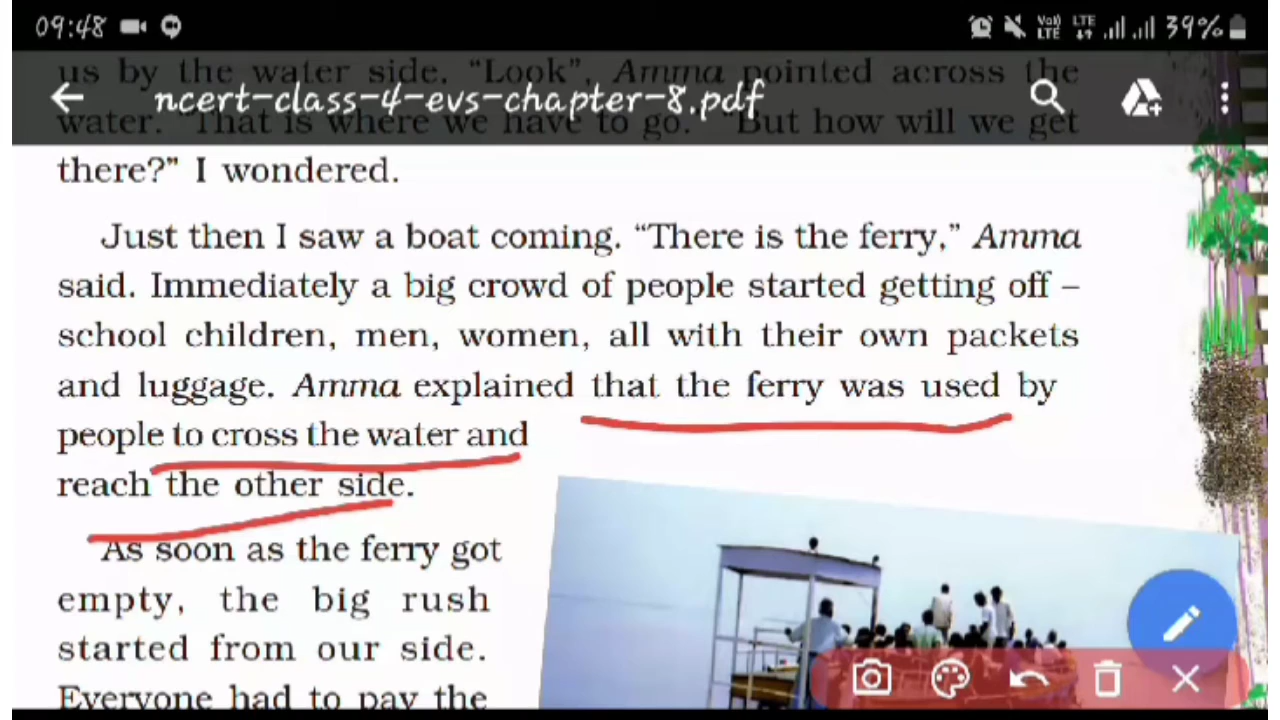 09:48 Vo) LTE LTE 39%
us by the water side. “Look”, Amma pointed across the
ncert-class-4-evs-chapter-8.pdf
water. “That is where we have to go.” “But how will we get
there?” I wondered.
Just then I saw a boat coming. “There is the ferry,” Amma
said. Immediately a big crowd of people started getting off –
school children, men, women, all with their own packets
and luggage. Amma explained that the ferry was used by
people to cross the water and
reach the other side.
As soon as the ferry got
empty, the big rush
started from our side.
Everyone had to pay the